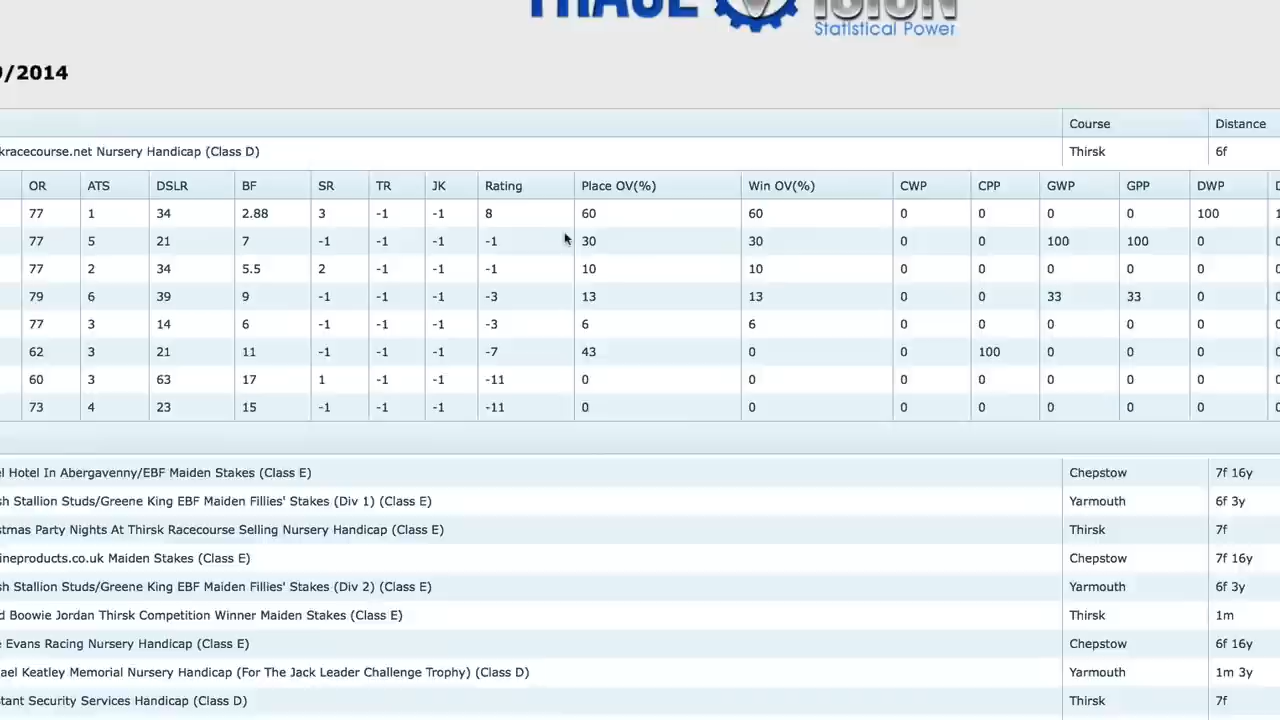 Statistical Power
/2014
Course Distance
kracecourse.net Nursery Handicap (Class D) Thirsk 6f
OR ATS DSLR BF SR TR JK Rating Place OV(%) Win OV(%) CWP CPP GWP GPP DWP
77 1 34 2.88 3 -1 -1 8 60 60 0 0 0 0 100
77 5 21 7 -1 -1 -1 -1 30 30 0 0 100 100 0
77 2 34 5.5 2 -1 -1 -1 10 10 0 0 0 0 0
79 6 39 9 -1 -1 -1 -3 13 13 0 0 33 33 0
77 3 14 6 -1 -1 -1 -3 6 6 0 0 0 0 0
62 3 21 11 -1 -1 -1 -7 43 0 0 100 0 0 0
60 3 63 17 1 -1 -1 -11 0 0 0 0 0 0 0
73 4 23 15 -1 -1 -1 -11 0 0 0 0 0 0 0
el Hotel In Abergavenny/EBF Maiden Stakes (Class E) Chepstow 7f 16y
sh Stallion Studs/Greene King EBF Maiden Fillies' Stakes (Div 1) (Class E) Yarmouth 6f 3y
stmas Party Nights At Thirsk Racecourse Selling Nursery Handicap (Class E) Thirsk 7f
ineproducts.co.uk Maiden Stakes (Class E) Chepstow 7f 16y
sh Stallion Studs/Greene King EBF Maiden Fillies' Stakes (Div 2) (Class E) Yarmouth 6f 3y
d Boowie Jordan Thirsk Competition Winner Maiden Stakes (Class E) Thirsk 1m
e Evans Racing Nursery Handicap (Class E) Chepstow 6f 16y
ael Keatley Memorial Nursery Handicap (For The Jack Leader Challenge Trophy) (Class D) Yarmouth 1m 3y
tant Security Services Handicap (Class D) Thirsk 7f